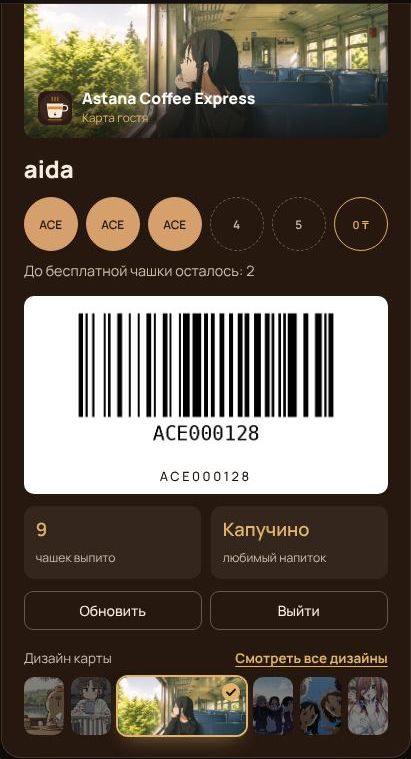 Astana Coffee Express
Карта гостя
aida
ACE ACE ACE 4 5 0 ₸
До бесплатной чашки осталось: 2
ACE000128
ACE000128
9 Капучино
чашек выпито любимый напиток
Обновить Выйти
Дизайн карты Смотреть все дизайны